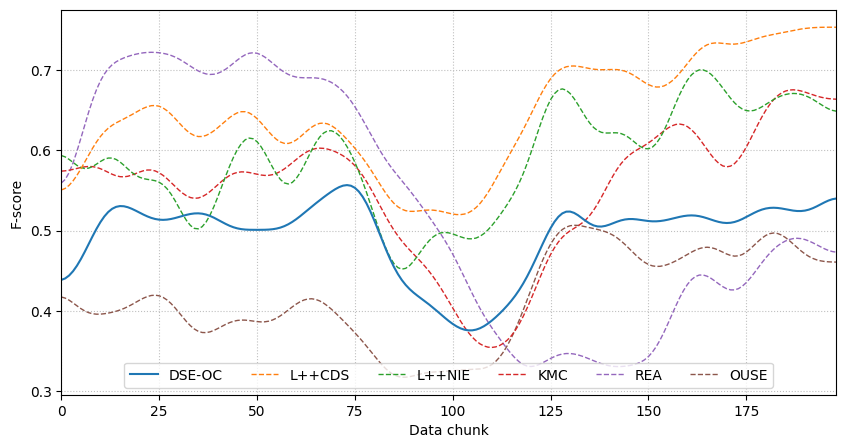 F-score
0.7
0.6
0.5
0.4
0.3
DSE-OC L++CDS L++NIE KMC REA OUSE
0 25 50 75 100 125 150 175
Data chunk